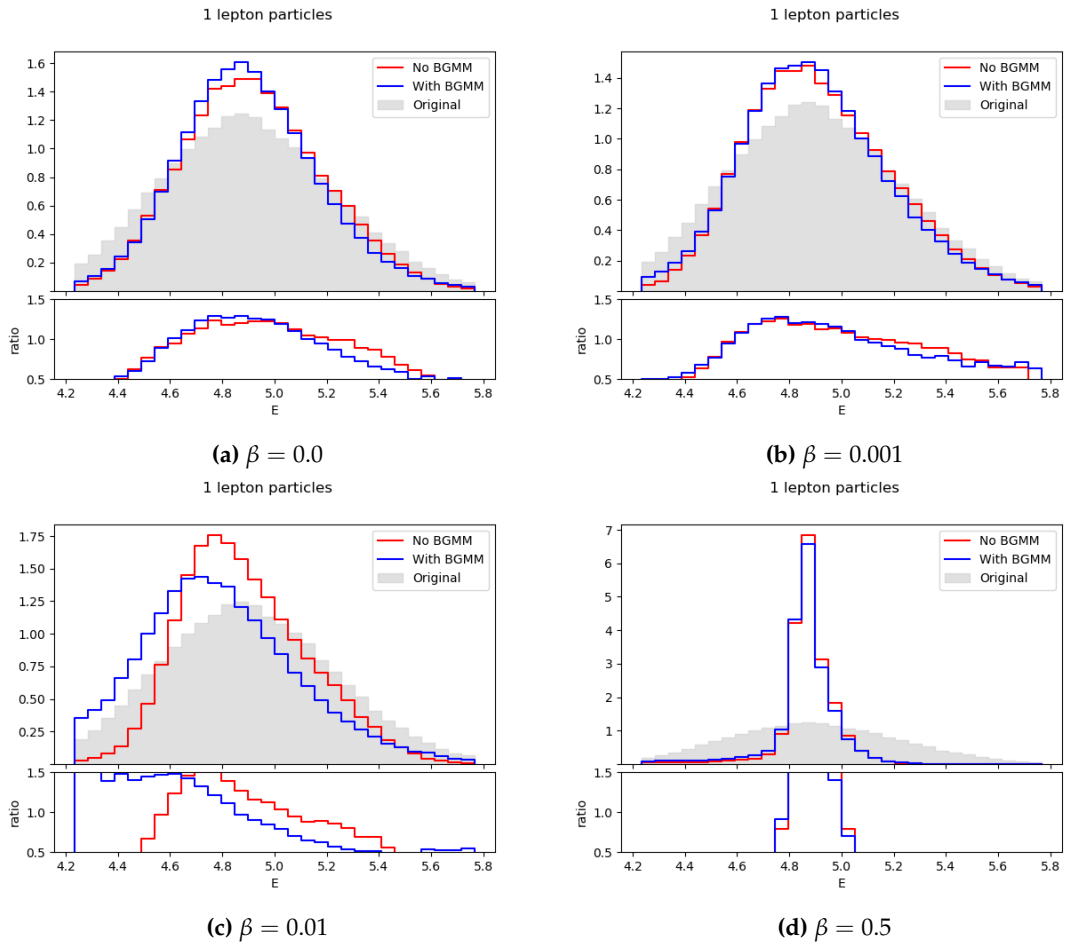 1 lepton particles
1.6
1.4
1.2
1.0
0.8
0.6
0.4
0.2
No BGMM
With BGMM
Original
1.5
1.0
0.5
ratio
4.2 4.4 4.6 4.8 5.0 5.2 5.4 5.6 5.8
E
(a) β = 0.0
1 lepton particles
1.4
1.2
1.0
0.8
0.6
0.4
0.2
No BGMM
With BGMM
Original
1.5
1.0
0.5
ratio
4.2 4.4 4.6 4.8 5.0 5.2 5.4 5.6 5.8
E
(b) β = 0.001
1 lepton particles
1.75
1.50
1.25
1.00
0.75
0.50
0.25
No BGMM
With BGMM
Original
1.5
1.0
0.5
ratio
4.2 4.4 4.6 4.8 5.0 5.2 5.4 5.6 5.8
E
(c) β = 0.01
1 lepton particles
7
6
5
4
3
2
1
No BGMM
With BGMM
Original
1.5
1.0
0.5
ratio
4.2 4.4 4.6 4.8 5.0 5.2 5.4 5.6 5.8
E
(d) β = 0.5